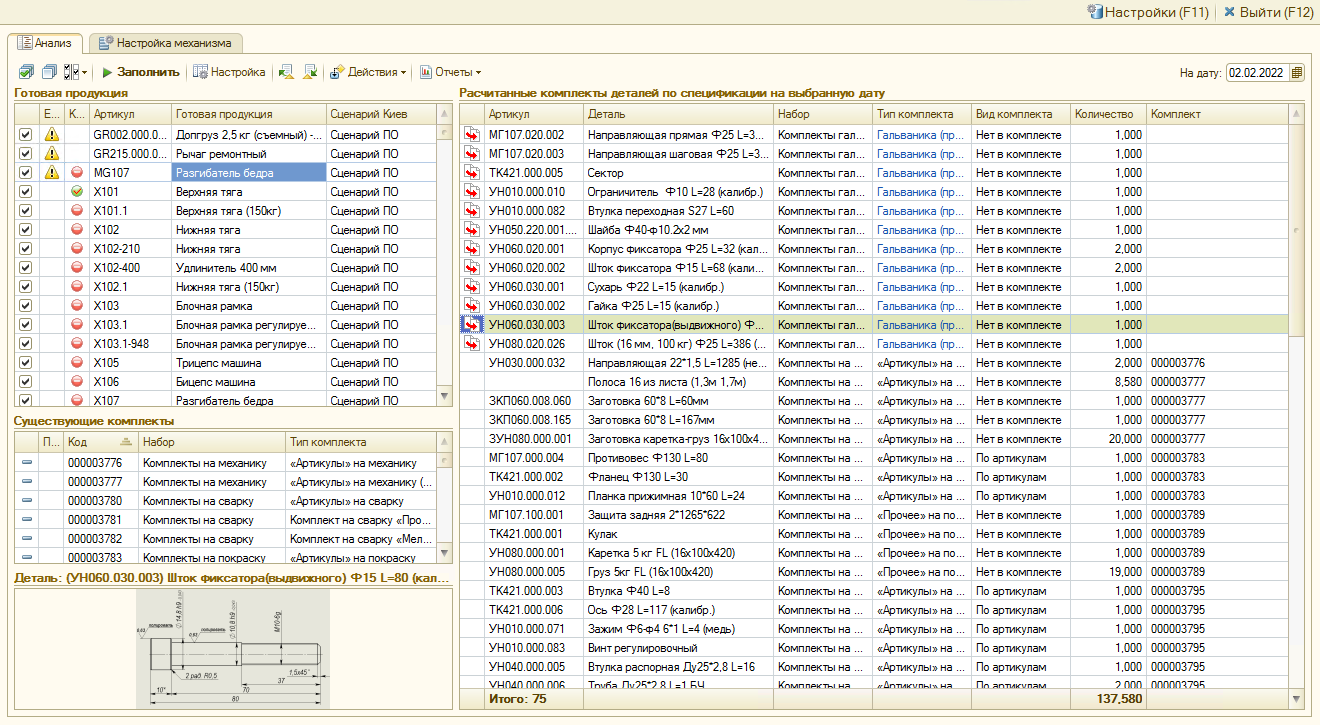 Настройки (F11) Выйти (F12)
Анализ Настройка механизма
Заполнить Настройка Действия Отчеты На дату: 02.02.2022
Готовая продукция
Е... К... Артикул Готовая продукция Сценарий Киев
GR002.000.0... Допгруз 2,5 кг (съемный) -... Сценарий ПО
GR215.000.0... Рычаг ремонтный Сценарий ПО
MG107 Разгибатель бедра Сценарий ПО
X101 Верхняя тяга Сценарий ПО
X101.1 Верхняя тяга (150кг) Сценарий ПО
X102 Нижняя тяга Сценарий ПО
X102-210 Нижняя тяга Сценарий ПО
X102-400 Удлинитель 400 мм Сценарий ПО
X102.1 Нижняя тяга (150кг) Сценарий ПО
X103 Блочная рамка Сценарий ПО
X103.1 Блочная рамка регулируе... Сценарий ПО
X103.1-948 Блочная рамка регулируе... Сценарий ПО
X105 Трицепс машина Сценарий ПО
X106 Бицепс машина Сценарий ПО
X107 Разгибатель бедра Сценарий ПО
Существующие комплекты
П... Код Набор Тип комплекта
000003776 Комплекты на механику «Артикулы» на механику
000003777 Комплекты на механику «Артикулы» на механику (...
000003780 Комплекты на сварку «Артикулы» на сварку
000003781 Комплекты на сварку Комплект на сварку «Про...
000003782 Комплекты на сварку Комплект на сварку «Мел...
000003783 Комплекты на покраску «Артикулы» на покраску
Деталь: (УН060.030.003) Шток фиксатора(выдвижного) Ф15 L=80 (кал...
полировать
полировать
0,63
0,63
∅14,8 h9
∅10,8 h9
М10-6g
2 рад. R0,5
1.5x45°
37
10°
70
80
Расчитанные комплекты деталей по спецификации на выбранную дату
Артикул Деталь Набор Тип комплекта Вид комплекта Количество Комплект
МГ107.020.002 Направляющая прямая Ф25 L=3... Комплекты гал... Гальваника (пр... Нет в комплекте 1,000
МГ107.020.003 Направляющая шаговая Ф25 L=3... Комплекты гал... Гальваника (пр... Нет в комплекте 1,000
ТК421.000.005 Сектор Комплекты гал... Гальваника (пр... Нет в комплекте 1,000
УН010.000.010 Ограничитель Ф10 L=28 (калибр.) Комплекты гал... Гальваника (пр... Нет в комплекте 1,000
УН010.000.082 Втулка переходная S27 L=60 Комплекты гал... Гальваника (пр... Нет в комплекте 1,000
УН050.220.001.... Шайба Ф40-ф10.2х2 мм Комплекты гал... Гальваника (пр... Нет в комплекте 1,000
УН060.020.001 Корпус фиксатора Ф25 L=32 (кал... Комплекты гал... Гальваника (пр... Нет в комплекте 2,000
УН060.020.002 Шток фиксатора Ф15 L=68 (кали... Комплекты гал... Гальваника (пр... Нет в комплекте 2,000
УН060.030.001 Сухарь Ф22 L=15 (калибр.) Комплекты гал... Гальваника (пр... Нет в комплекте 1,000
УН060.030.002 Гайка Ф25 L=15 (калибр.) Комплекты гал... Гальваника (пр... Нет в комплекте 1,000
УН060.030.003 Шток фиксатора(выдвижного) Ф... Комплекты гал... Гальваника (пр... Нет в комплекте 1,000
УН080.020.026 Шток (16 мм, 100 кг) Ф25 L=386 (... Комплекты гал... Гальваника (пр... Нет в комплекте 1,000
УН030.000.032 Направляющая 22*1,5 L=1285 (не... Комплекты на ... «Артикулы» на ... Нет в комплекте 2,000 000003776
Полоса 16 из листа (1,3м 1,7м) Комплекты на ... «Артикулы» на ... Нет в комплекте 8,580 000003777
ЗКП060.008.060 Заготовка 60*8 L=60мм Комплекты на ... «Артикулы» на ... Нет в комплекте 1,000 000003777
ЗКП060.008.165 Заготовка 60*8 L=167мм Комплекты на ... «Артикулы» на ... Нет в комплекте 1,000 000003777
ЗУН080.000.001 Заготовка каретка-груз 16х100х4... Комплекты на ... «Артикулы» на ... Нет в комплекте 20,000 000003777
МГ107.000.004 Противовес Ф130 L=80 Комплекты на ... «Артикулы» на ... По артикулам 1,000 000003783
ТК421.000.002 Фланец Ф130 L=30 Комплекты на ... «Артикулы» на ... По артикулам 1,000 000003783
УН010.000.012 Планка прижимная 10*60 L=24 Комплекты на ... «Артикулы» на ... По артикулам 1,000 000003783
МГ107.100.001 Защита задняя 2*1265*622 Комплекты на ... «Прочее» на по... Нет в комплекте 1,000 000003789
ТК421.000.001 Кулак Комплекты на ... «Прочее» на по... Нет в комплекте 1,000 000003789
УН080.000.001 Каретка 5 кг FL (16х100х420) Комплекты на ... «Прочее» на по... Нет в комплекте 1,000 000003789
УН080.000.005 Груз 5кг FL (16х100х420) Комплекты на ... «Прочее» на по... Нет в комплекте 19,000 000003789
ТК421.000.003 Втулка Ф40 L=8 Комплекты на ... «Артикулы» на ... По артикулам 1,000 000003795
ТК421.000.006 Ось Ф28 L=117 (калибр.) Комплекты на ... «Артикулы» на ... По артикулам 1,000 000003795
УН010.000.071 Зажим Ф6-ф4 6*1 L=4 (медь) Комплекты на ... «Артикулы» на ... По артикулам 1,000 000003795
УН010.000.083 Винт регулировочный Комплекты на ... «Артикулы» на ... По артикулам 1,000 000003795
УН040.000.005 Втулка распорная Ду25*2,8 L=16 Комплекты на ... «Артикулы» на ... По артикулам 1,000 000003795
УН040.000.006 Труба Ду25*2,8 L=1 БЧ Комплекты на ... «Артикулы» на ... По артикулам 2,000 000003795
Итого: 75 137,580